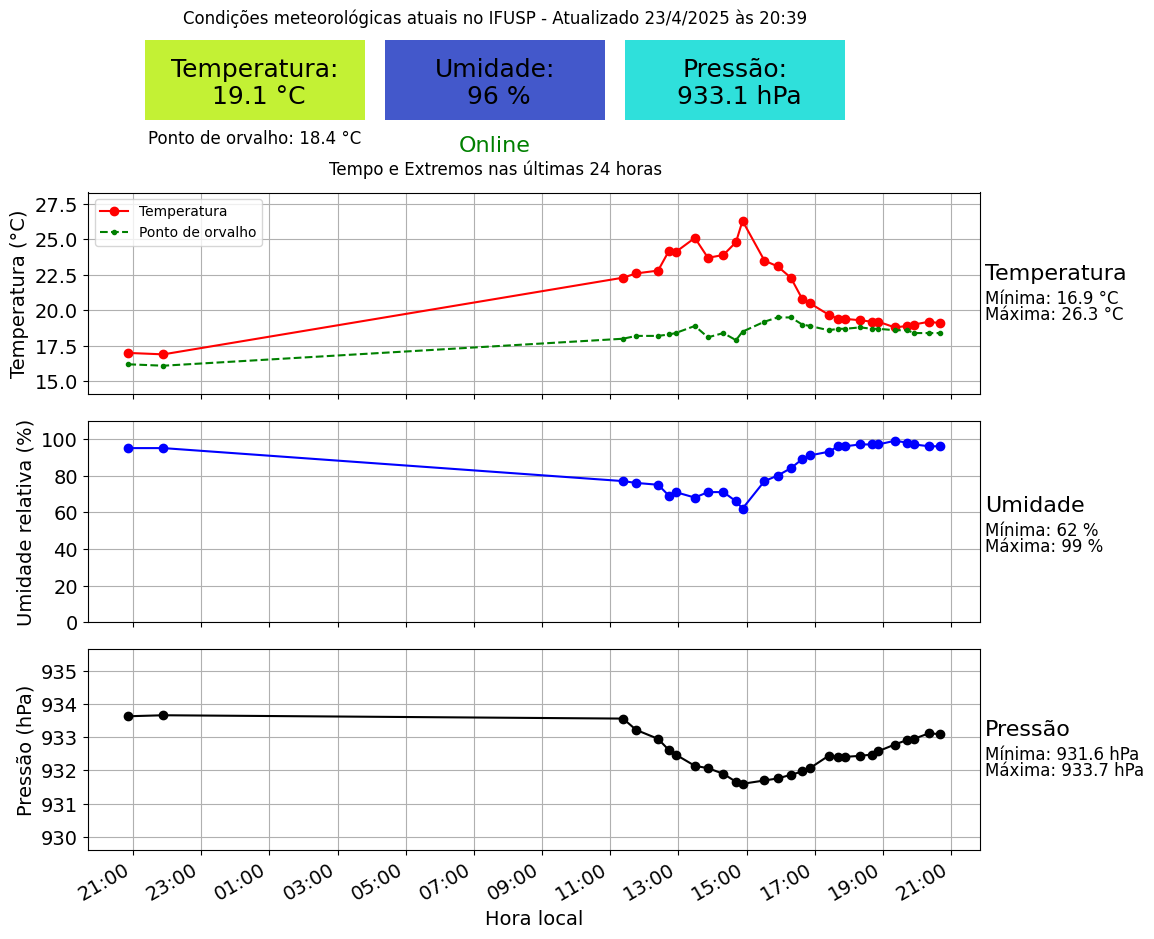 Condições meteorológicas atuais no IFUSP - Atualizado 23/4/2025 às 20:39
Temperatura:
19.1 °C
Umidade:
96 %
Pressão:
933.1 hPa
Ponto de orvalho: 18.4 °C
Online
Tempo e Extremos nas últimas 24 horas
Temperatura (°C)
27.5
25.0
22.5
20.0
17.5
15.0
Temperatura
Ponto de orvalho
Temperatura
Mínima: 16.9 °C
Máxima: 26.3 °C
Umidade relativa (%)
100
80
60
40
20
0
Umidade
Mínima: 62 %
Máxima: 99 %
Pressão (hPa)
935
934
933
932
931
930
Pressão
Mínima: 931.6 hPa
Máxima: 933.7 hPa
21:00
23:00
01:00
03:00
05:00
07:00
09:00
11:00
13:00
15:00
17:00
19:00
21:00
Hora local